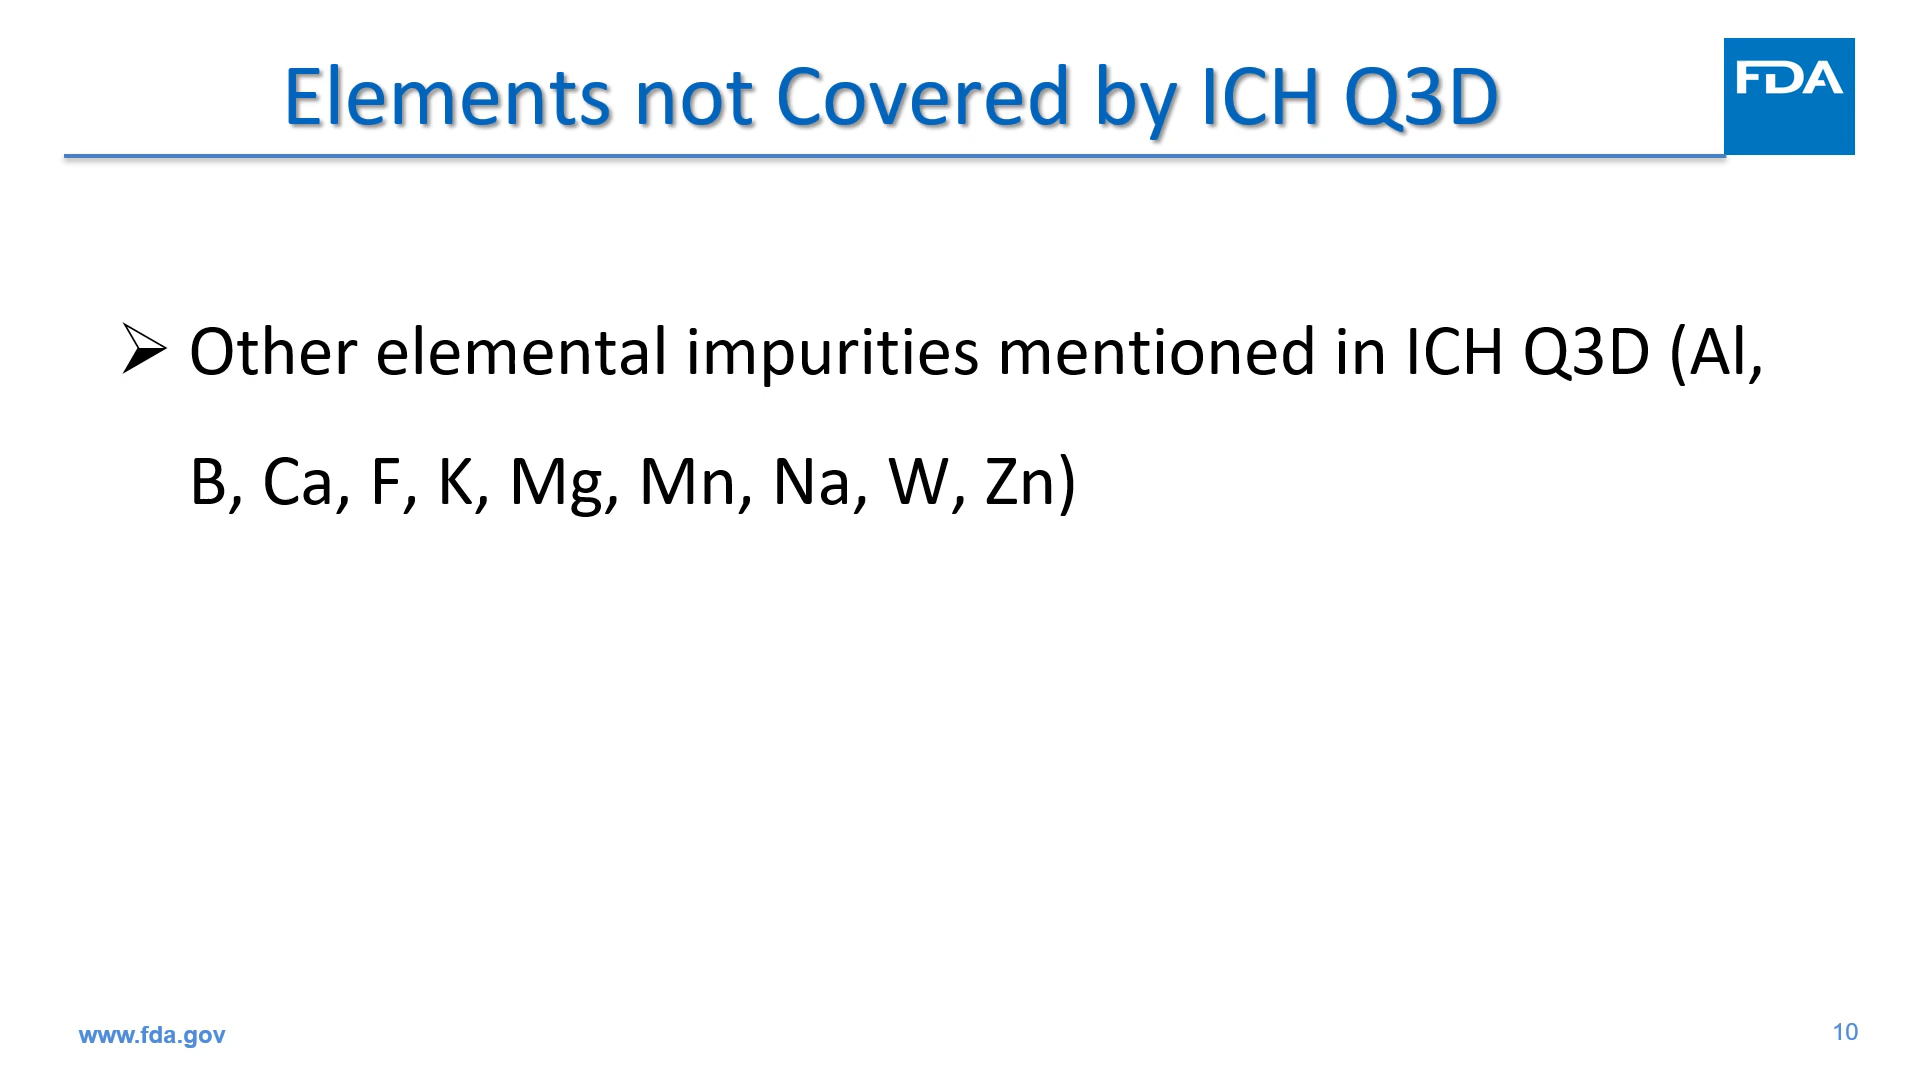 Elements not Covered by ICH Q3D
FDA
➢ Other elemental impurities mentioned in ICH Q3D (Al,
B, Ca, F, K, Mg, Mn, Na, W, Zn)
www.fda.gov
10